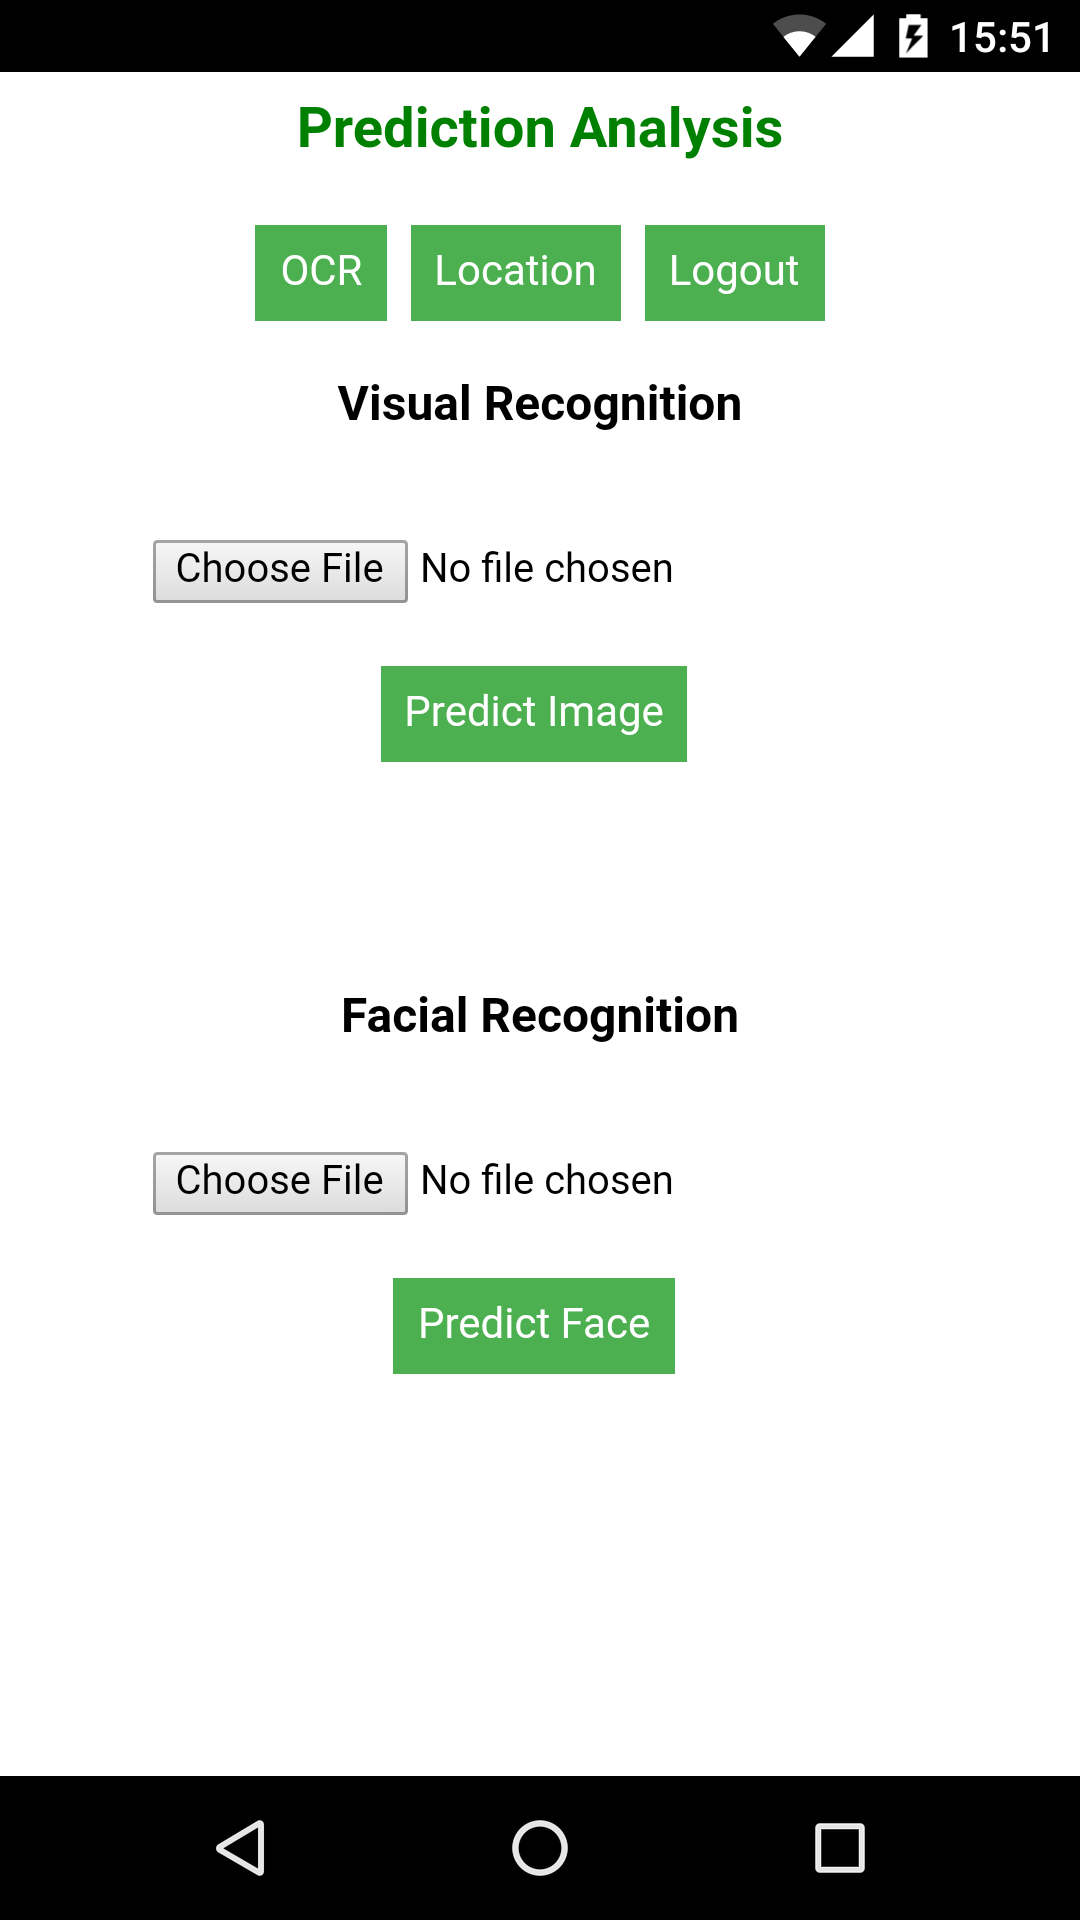 15:51
Prediction Analysis
OCR Location Logout
Visual Recognition
Choose File No file chosen
Predict Image
Facial Recognition
Choose File No file chosen
Predict Face